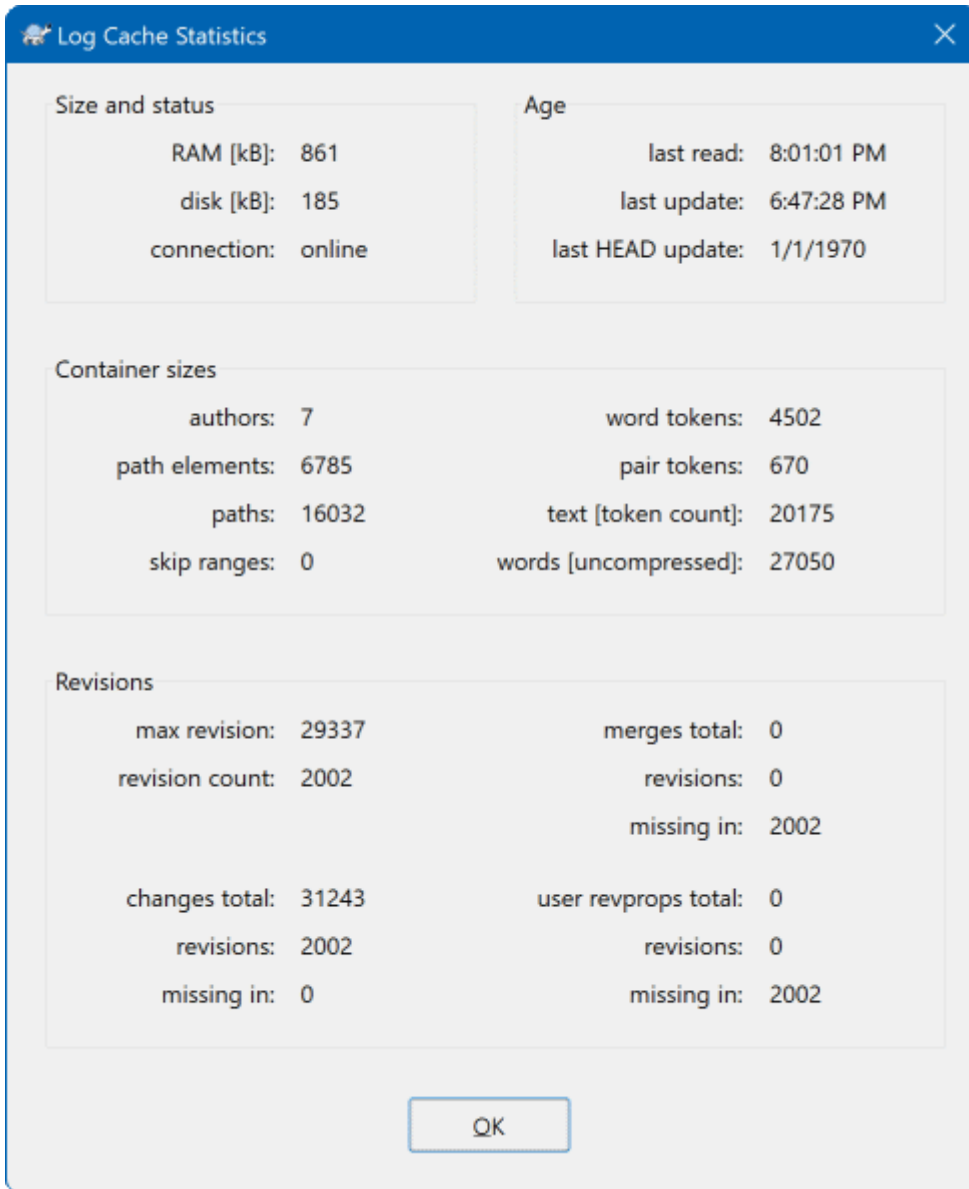 Log Cache Statistics
Size and status
RAM [kB]: 861
disk [kB]: 185
connection: online
Age
last read: 8:01:01 PM
last update: 6:47:28 PM
last HEAD update: 1/1/1970
Container sizes
authors: 7
path elements: 6785
paths: 16032
skip ranges: 0
word tokens: 4502
pair tokens: 670
text [token count]: 20175
words [uncompressed]: 27050
Revisions
max revision: 29337
revision count: 2002
merges total: 0
revisions: 0
missing in: 2002
changes total: 31243
revisions: 2002
missing in: 0
user revprops total: 0
revisions: 0
missing in: 2002
OK